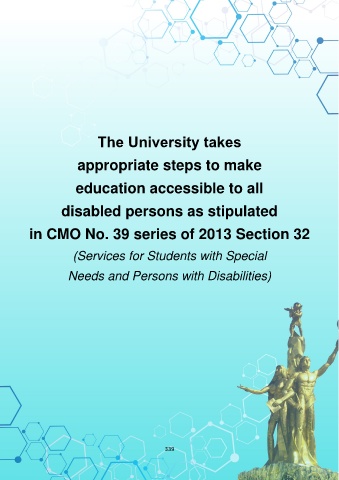 The University takes
appropriate steps to make
education accessible to all
disabled persons as stipulated
in CMO No. 39 series of 2013 Section 32
(Services for Students with Special
Needs and Persons with Disabilities)
339